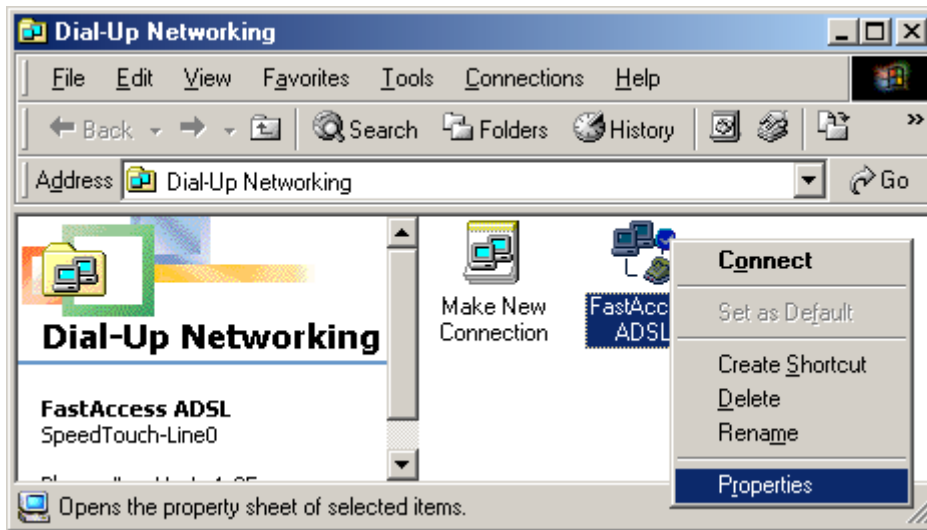 Dial-Up Networking
File Edit View Favorites Tools Connections Help
Back Search Folders History »
Address Dial-Up Networking Go
Dial-Up Networking
FastAccess ADSL
SpeedTouch-Line0
Make New
Connection
FastAcc
ADSL
Connect
Set as Default
Create Shortcut
Delete
Rename
Properties
Opens the property sheet of selected items.